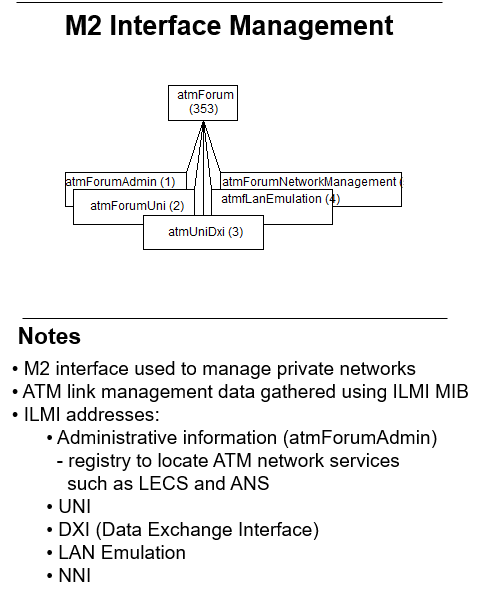 M2 Interface Management
atmForum
(353)
atmForumAdmin (1)
atmForumNetworkManagement (
atmForumUni (2)
atmfLanEmulation (4)
atmUniDxi (3)
Notes
• M2 interface used to manage private networks
• ATM link management data gathered using ILMI MIB
• ILMI addresses:
• Administrative information (atmForumAdmin)
- registry to locate ATM network services
such as LECS and ANS
• UNI
• DXI (Data Exchange Interface)
• LAN Emulation
• NNI